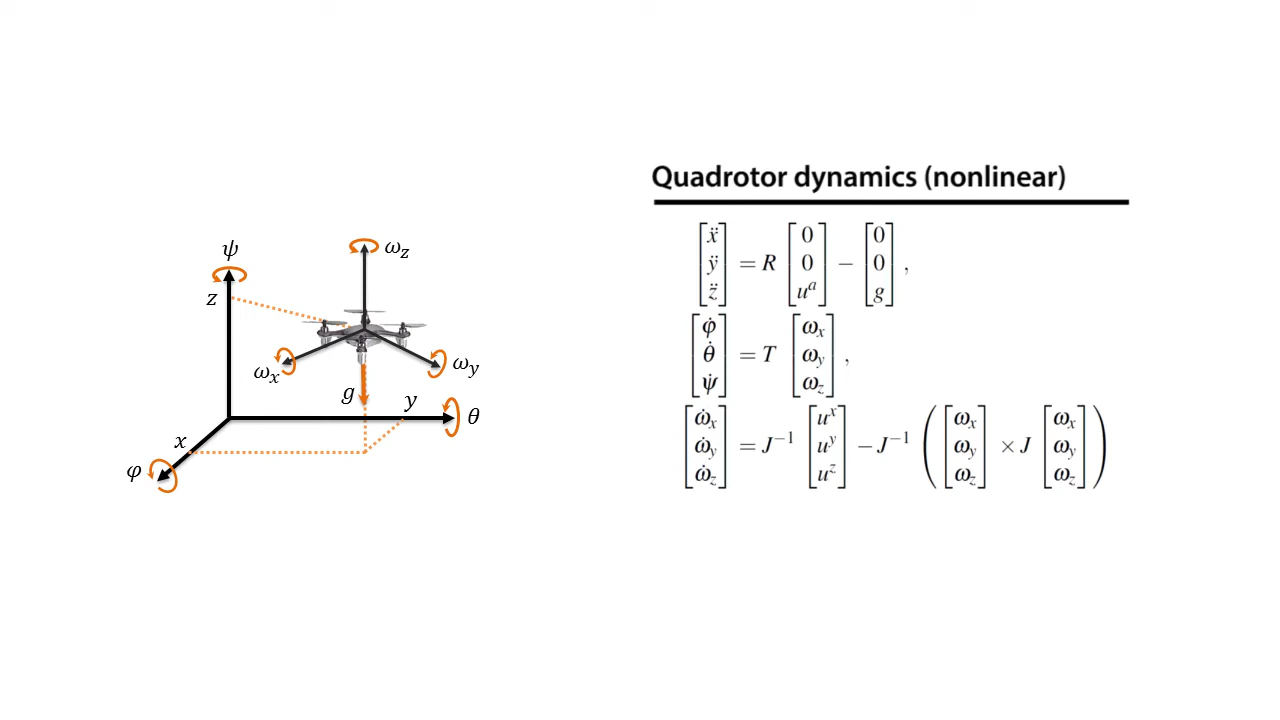 ψ
z
ω_z
ω_x
ω_y
g
y
θ
x
φ
Quadrotor dynamics (nonlinear)
[ẍ ÿ z̈] = R [0 0 u^a] − [0 0 g] ,
[φ̇ θ̇ ψ̇] = T [ω_x ω_y ω_z] ,
[ω̇_x ω̇_y ω̇_z] = J^{−1} [u^x u^y u^z] − J^{−1} ([ω_x ω_y ω_z] × J [ω_x ω_y ω_z])